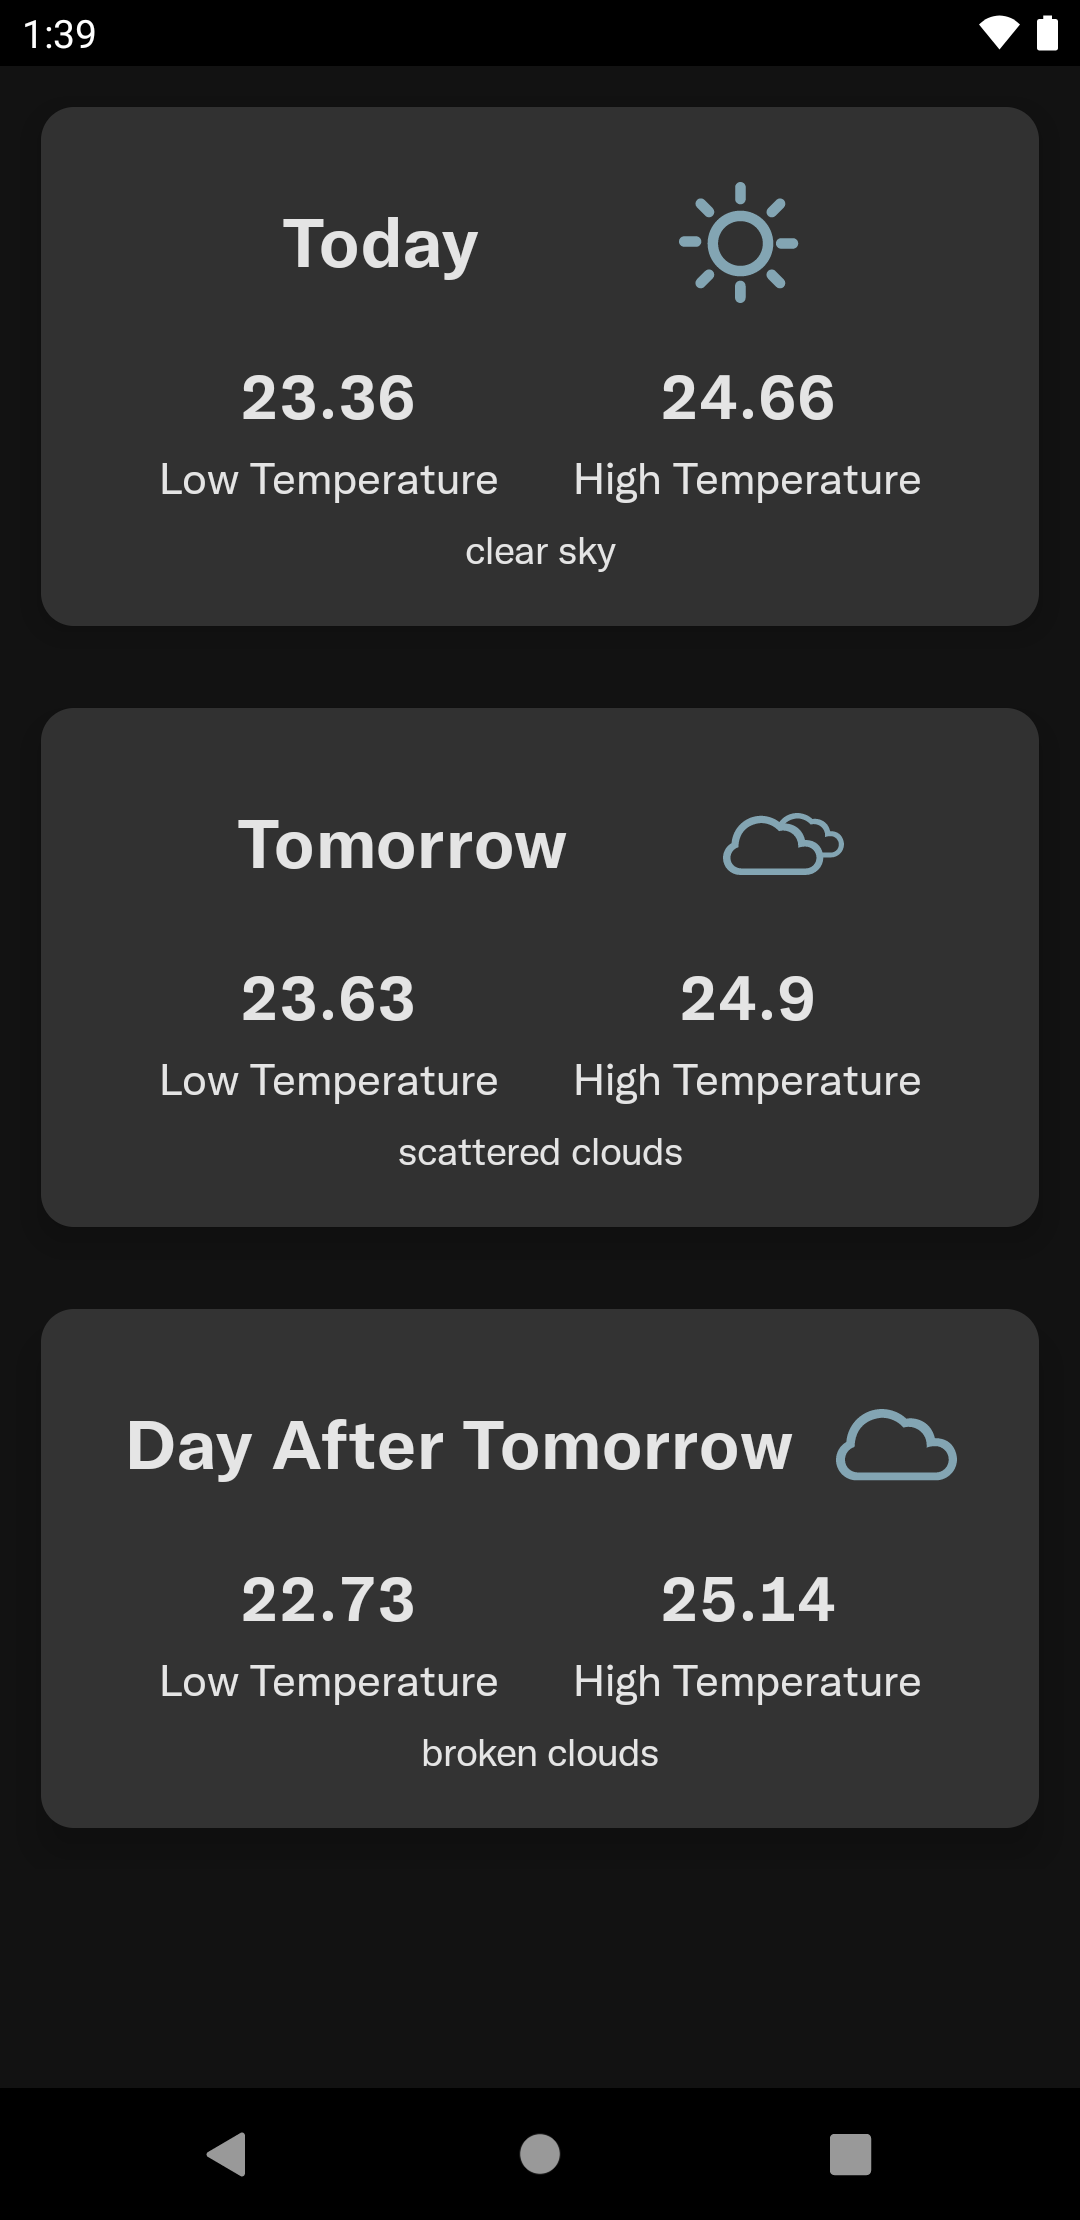 1:39
Today
23.36 24.66
Low Temperature High Temperature
clear sky
Tomorrow
23.63 24.9
Low Temperature High Temperature
scattered clouds
Day After Tomorrow
22.73 25.14
Low Temperature High Temperature
broken clouds